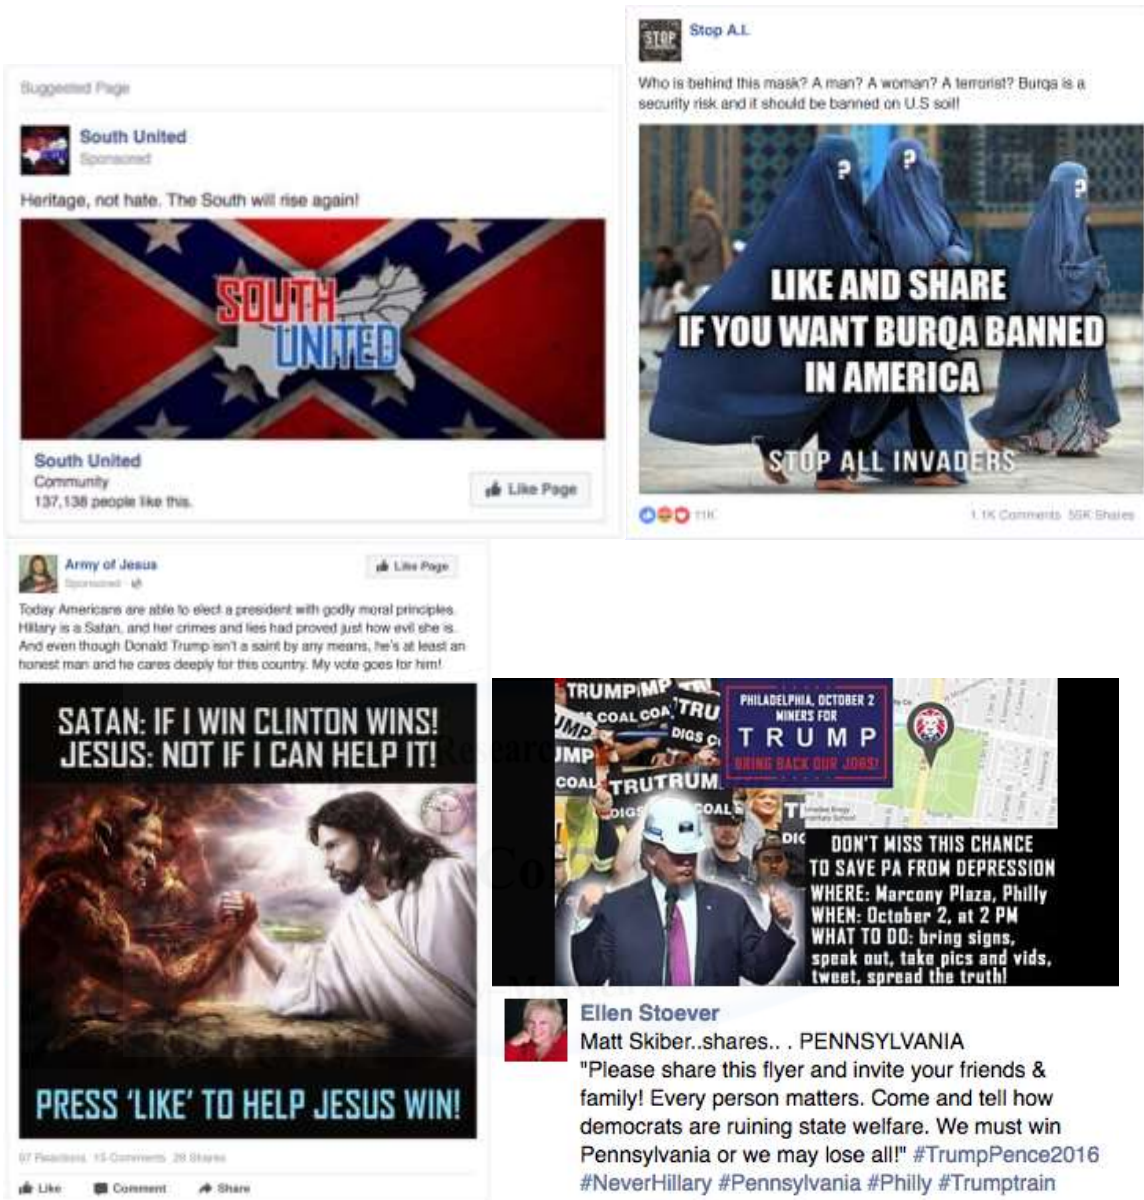 Suggested Page
South United
Sponsored
Heritage, not hate. The South will rise again!
SOUTH
UNITED
South United
Community
137,138 people like this.
Like Page
STOP
Stop A.I.
Who is behind this mask? A man? A woman? A terrorist? Burqa is a
security risk and it should be banned on U.S soil!
? ? ?
LIKE AND SHARE
IF YOU WANT BURQA BANNED
IN AMERICA
STOP ALL INVADERS
11K
1.1K Comments 55K Shares
Army of Jesus
Sponsored
Like Page
Today Americans are able to elect a president with godly moral principles.
Hillary is a Satan, and her crimes and lies had proved just how evil she is.
And even though Donald Trump isn't a saint by any means, he's at least an
honest man and he cares deeply for this country. My vote goes for him!
SATAN: IF I WIN CLINTON WINS!
JESUS: NOT IF I CAN HELP IT!
PRESS 'LIKE' TO HELP JESUS WIN!
97 Reactions 15 Comments 29 Shares
Like Comment Share
TRUMP
COAL
DIGS
PHILADELPHIA, OCTOBER 2
MINERS FOR
TRUMP
BRING BACK OUR JOBS!
DON'T MISS THIS CHANCE
TO SAVE PA FROM DEPRESSION
WHERE: Marcony Plaza, Philly
WHEN: October 2, at 2 PM
WHAT TO DO: bring signs,
speak out, take pics and vids,
tweet, spread the truth!
Ellen Stoever
Matt Skiber..shares.. . PENNSYLVANIA
"Please share this flyer and invite your friends &
family! Every person matters. Come and tell how
democrats are ruining state welfare. We must win
Pennsylvania or we may lose all!" #TrumpPence2016
#NeverHillary #Pennsylvania #Philly #Trumptrain